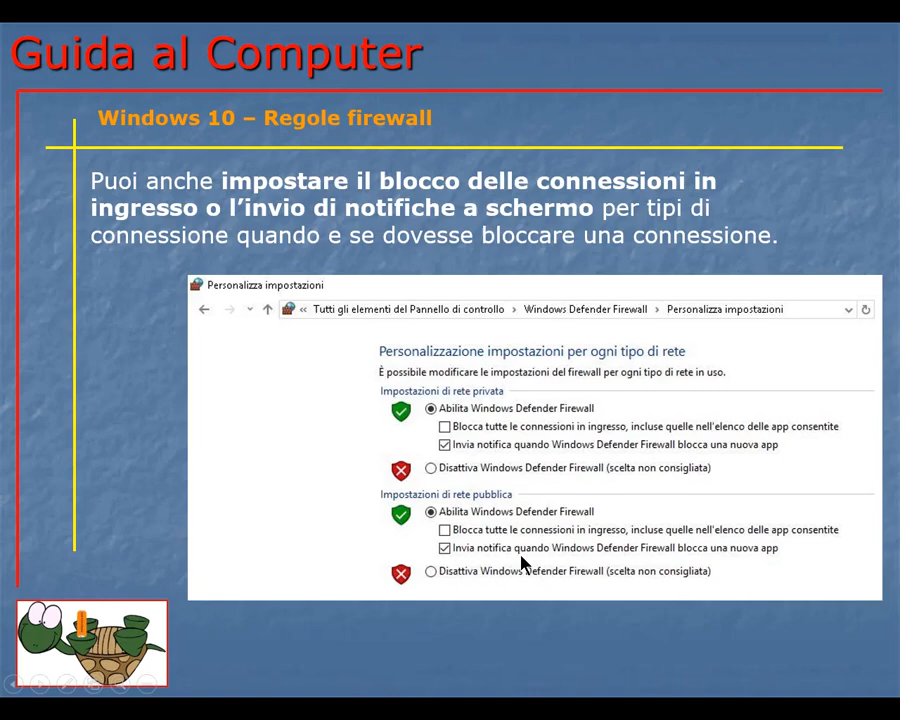 Guida al Computer
Windows 10 – Regole firewall
Puoi anche impostare il blocco delle connessioni in
ingresso o l’invio di notifiche a schermo per tipi di
connessione quando e se dovesse bloccare una connessione.
Personalizza impostazioni
« Tutti gli elementi del Pannello di controllo > Windows Defender Firewall > Personalizza impostazioni
Personalizzazione impostazioni per ogni tipo di rete
È possibile modificare le impostazioni del firewall per ogni tipo di rete in uso.
Impostazioni di rete privata
Abilita Windows Defender Firewall
Blocca tutte le connessioni in ingresso, incluse quelle nell'elenco delle app consentite
Invia notifica quando Windows Defender Firewall blocca una nuova app
Disattiva Windows Defender Firewall (scelta non consigliata)
Impostazioni di rete pubblica
Abilita Windows Defender Firewall
Blocca tutte le connessioni in ingresso, incluse quelle nell'elenco delle app consentite
Invia notifica quando Windows Defender Firewall blocca una nuova app
Disattiva Windows Defender Firewall (scelta non consigliata)